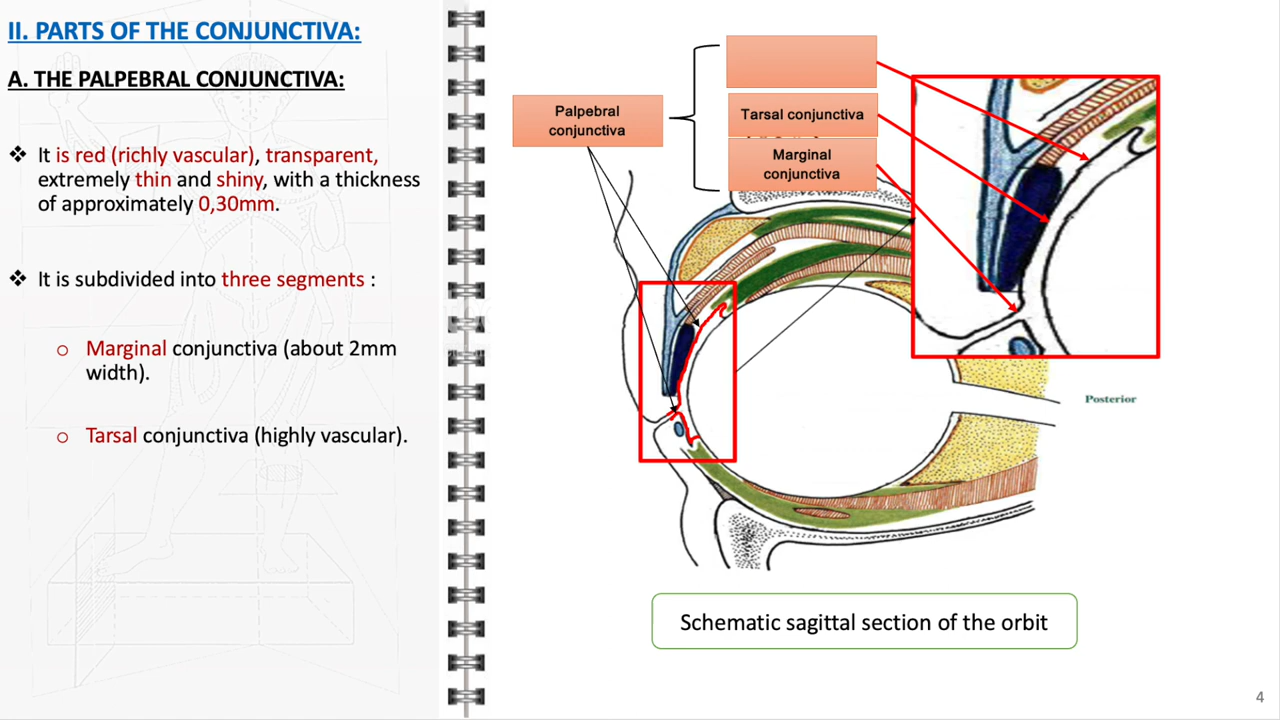 II. PARTS OF THE CONJUNCTIVA:
A. THE PALPEBRAL CONJUNCTIVA:
❖ It is red (richly vascular), transparent,
extremely thin and shiny, with a thickness
of approximately 0,30mm.
❖ It is subdivided into three segments :
o Marginal conjunctiva (about 2mm
width).
o Tarsal conjunctiva (highly vascular).
Palpebral
conjunctiva
Tarsal conjunctiva
Marginal
conjunctiva
Posterior
Schematic sagittal section of the orbit
4